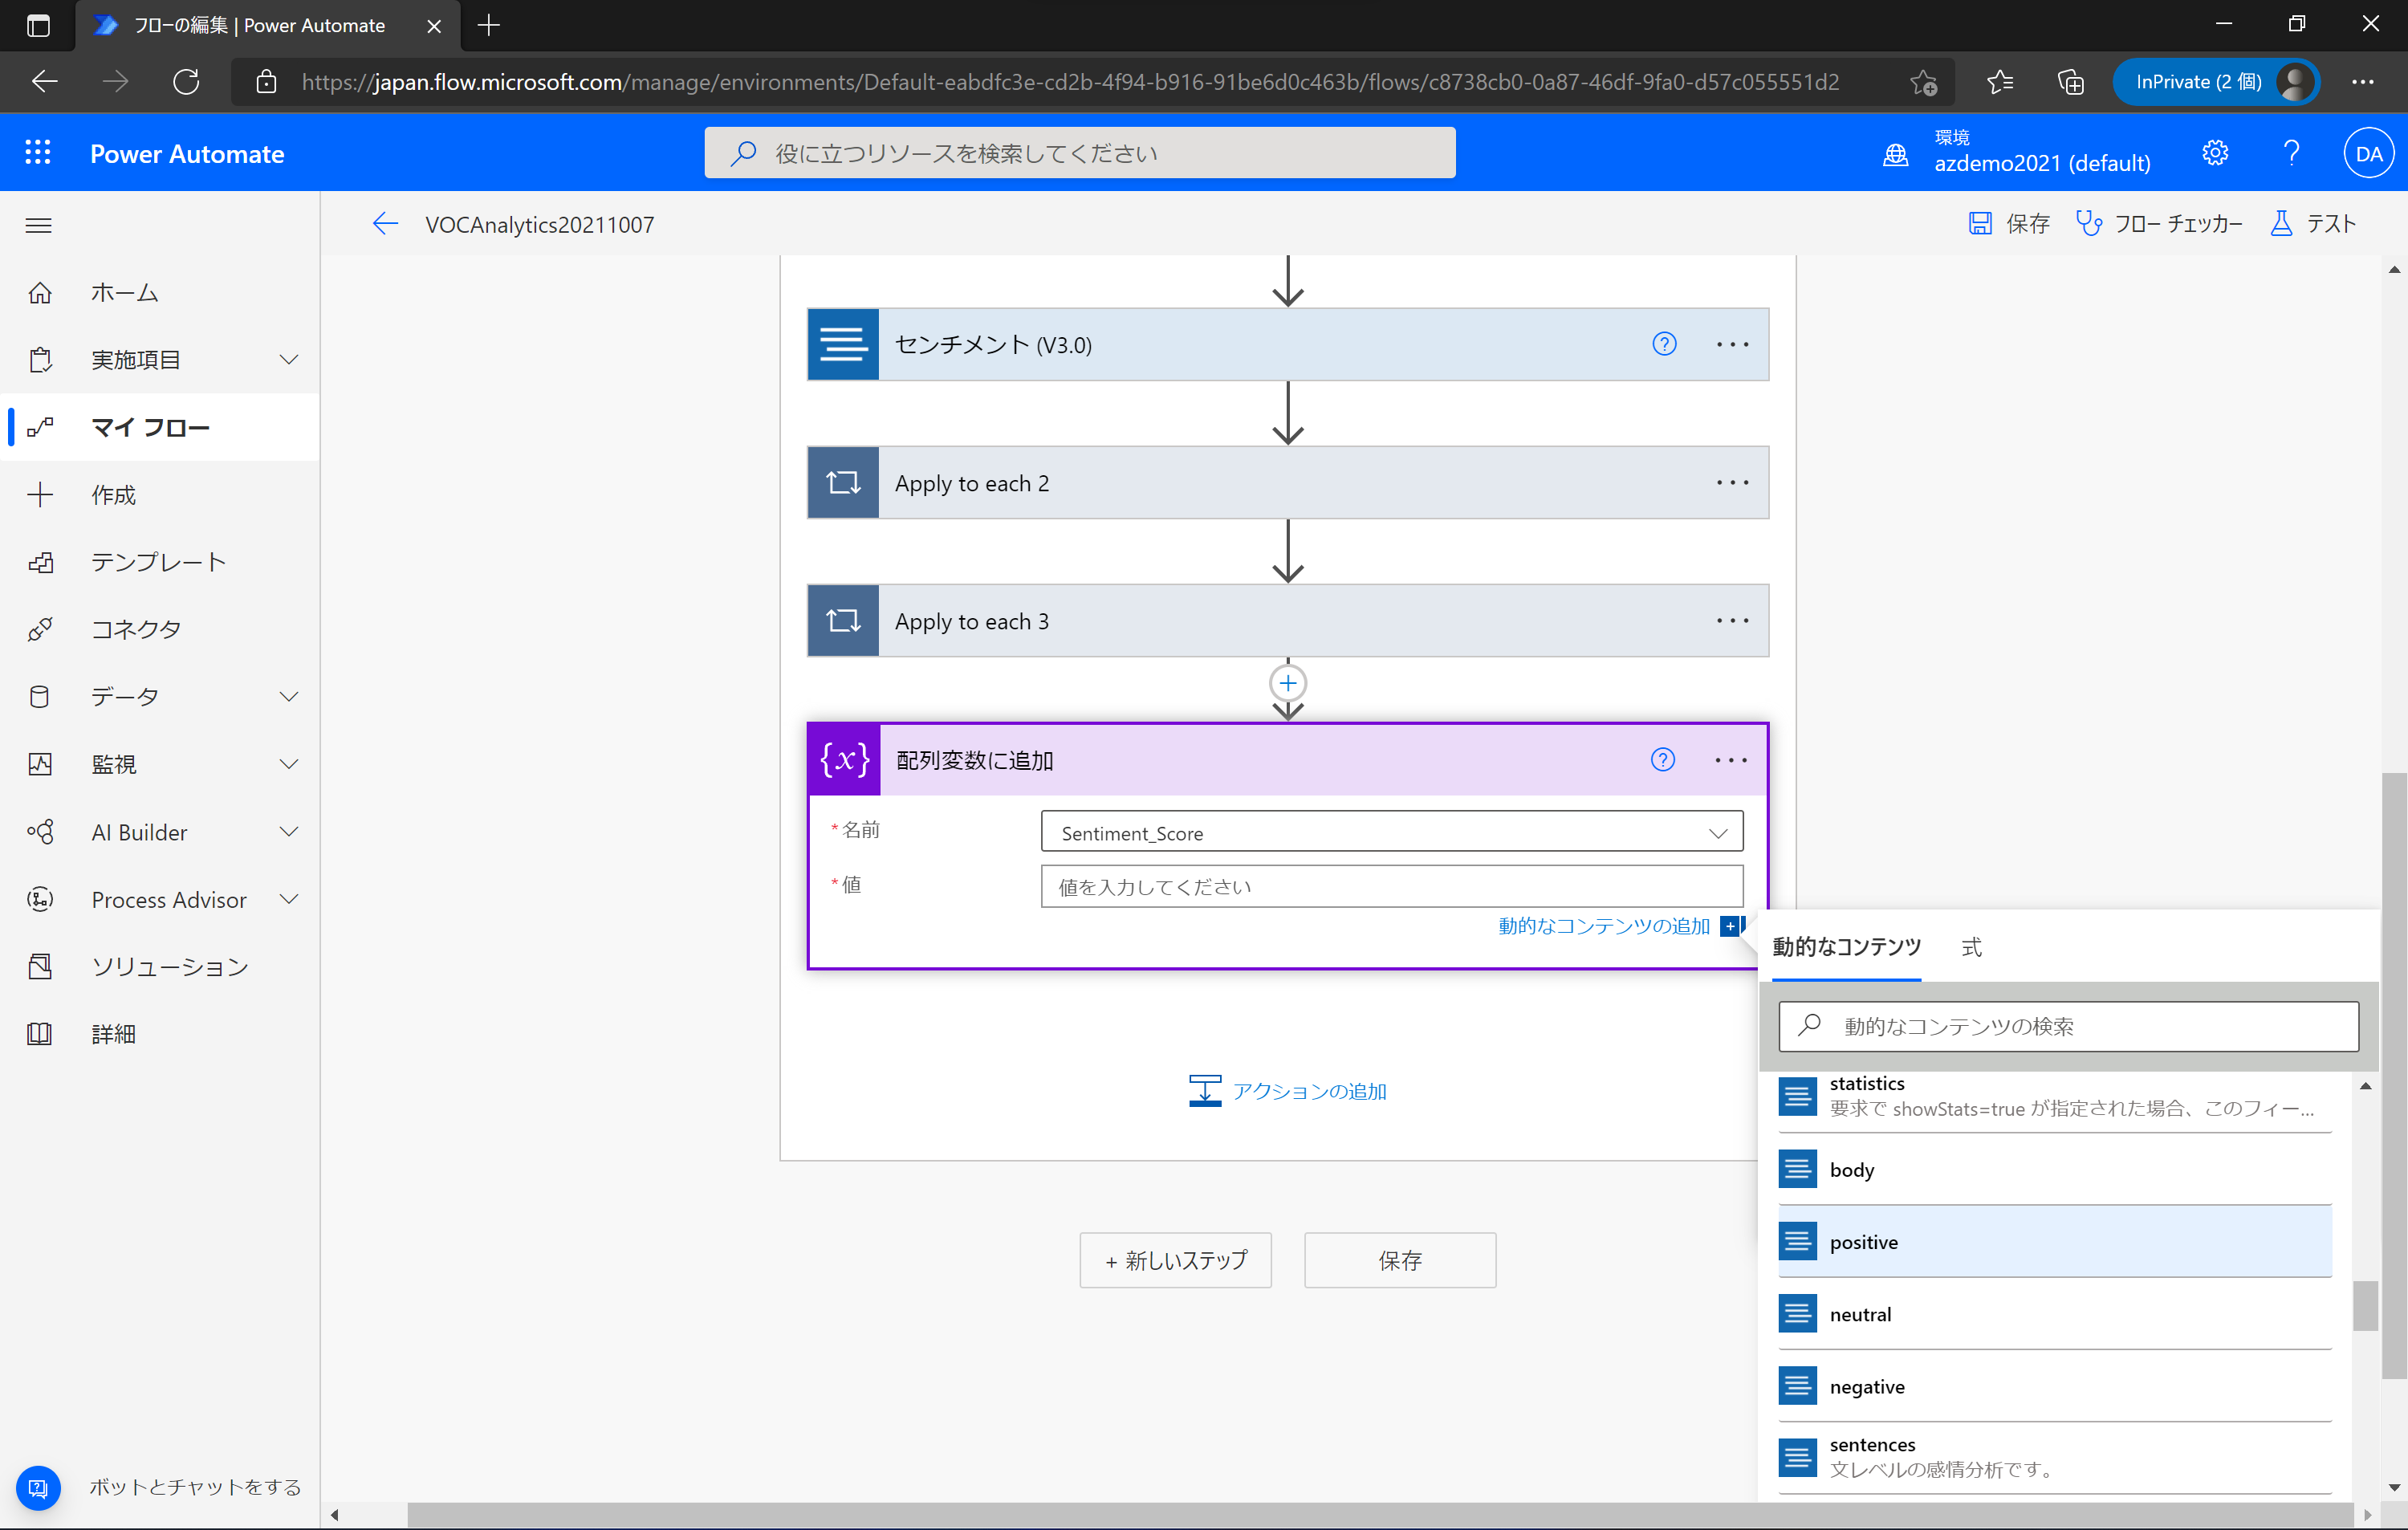 フローの編集 | Power Automate
https://japan.flow.microsoft.com/manage/environments/Default-eabdfc3e-cd2b-4f94-b916-91be6d0c463b/flows/c8738cb0-0a87-46df-9fa0-d57c055551d2
InPrivate (2 個)
Power Automate
役に立つリソースを検索してください
環境
azdemo2021 (default)
DA
VOCAnalytics20211007
保存
フロー チェッカー
テスト
ホーム
実施項目
マイ フロー
作成
テンプレート
コネクタ
データ
監視
AI Builder
Process Advisor
ソリューション
詳細
ボットとチャットをする
センチメント (V3.0)
Apply to each 2
Apply to each 3
{x} 配列変数に追加
*名前
Sentiment_Score
*値
値を入力してください
動的なコンテンツの追加
アクションの追加
+ 新しいステップ
保存
動的なコンテンツ
式
動的なコンテンツの検索
statistics
要求で showStats=true が指定された場合、このフィー...
body
positive
neutral
negative
sentences
文レベルの感情分析です。